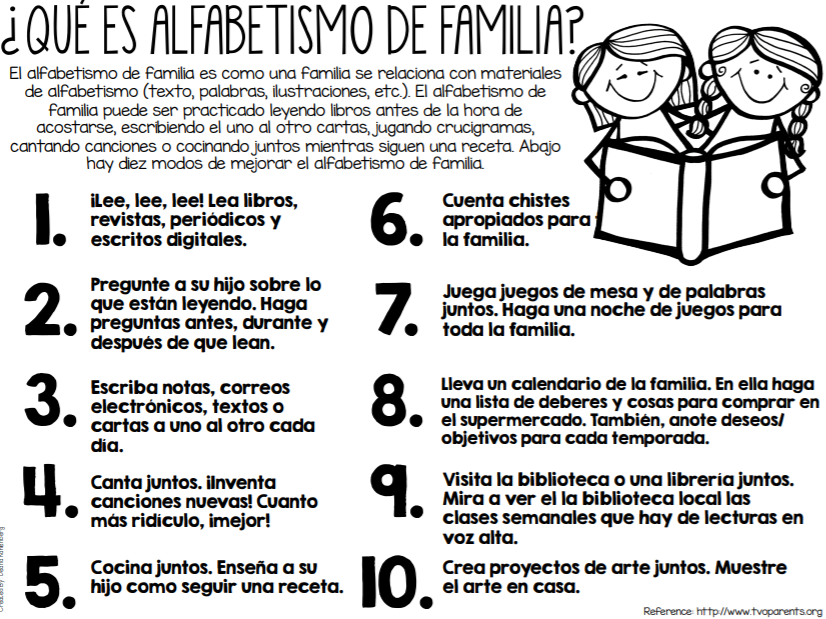 ¿QUÉ ES ALFABETISMO DE FAMILIA?
El alfabetismo de familia es como una familia se relaciona con materiales
de alfabetismo (texto, palabras, ilustraciones, etc.). El alfabetismo de
familia puede ser practicado leyendo libros antes de la hora de
acostarse, escribiendo el uno al otro cartas, jugando crucigramas,
cantando canciones o cocinando juntos mientras siguen una receta. Abajo
hay diez modos de mejorar el alfabetismo de familia.
1. ¡Lee, lee, lee! Lea libros,
revistas, periódicos y
escritos digitales.
2. Pregunte a su hijo sobre lo
que están leyendo. Haga
preguntas antes, durante y
después de que lean.
3. Escriba notas, correos
electrónicos, textos o
cartas a uno al otro cada
día.
4. Canta juntos. ¡Inventa
canciones nuevas! Cuanto
más ridículo, ¡mejor!
5. Cocina juntos. Enseña a su
hijo como seguir una receta.
6. Cuenta chistes
apropiados para
la familia.
7. Juega juegos de mesa y de palabras
juntos. Haga una noche de juegos para
toda la familia.
8. Lleva un calendario de la familia. En ella haga
una lista de deberes y cosas para comprar en
el supermercado. También, anote deseos/
objetivos para cada temporada.
9. Visita la biblioteca o una librería juntos.
Mira a ver el la biblioteca local las
clases semanales que hay de lecturas en
voz alta.
10. Crea proyectos de arte juntos. Muestre
el arte en casa.
Reference: http://www.tvoparents.org